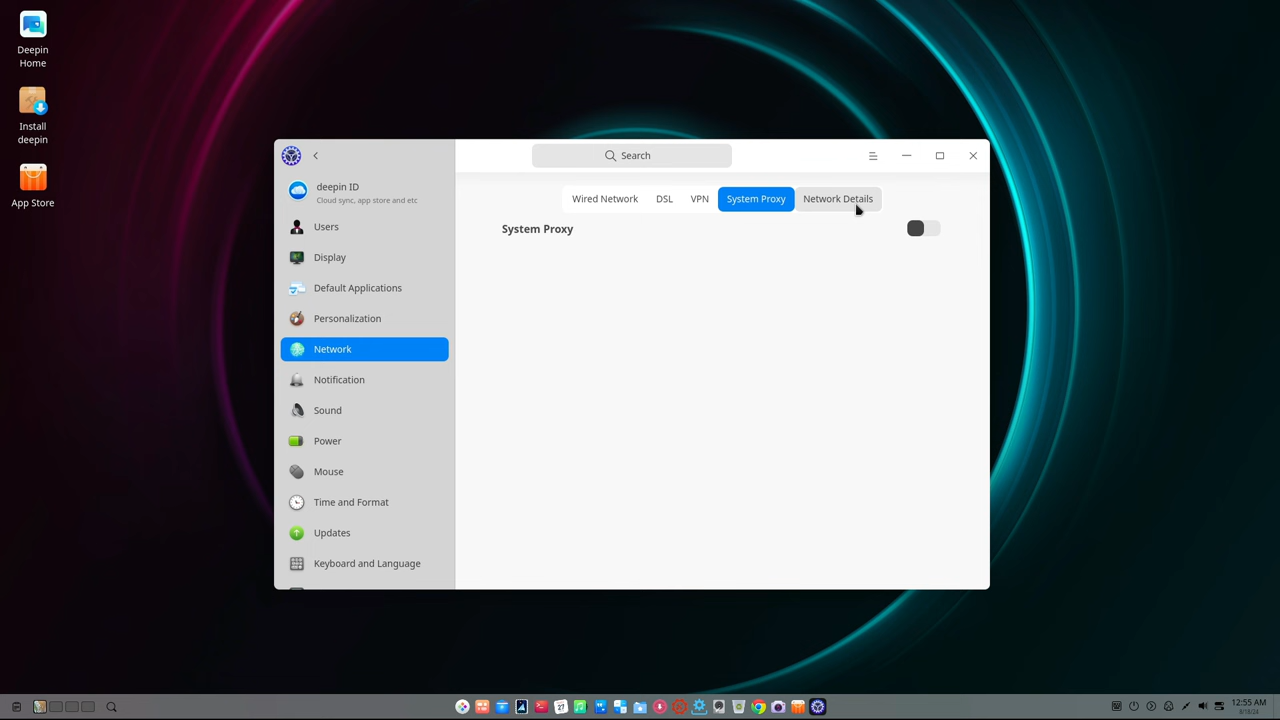 Deepin
Home
Install
deepin
App Store
Search
deepin ID
Cloud sync, app store and etc
Users
Display
Default Applications
Personalization
Network
Notification
Sound
Power
Mouse
Time and Format
Updates
Keyboard and Language
Wired Network
DSL
VPN
System Proxy
Network Details
System Proxy
12:55 AM